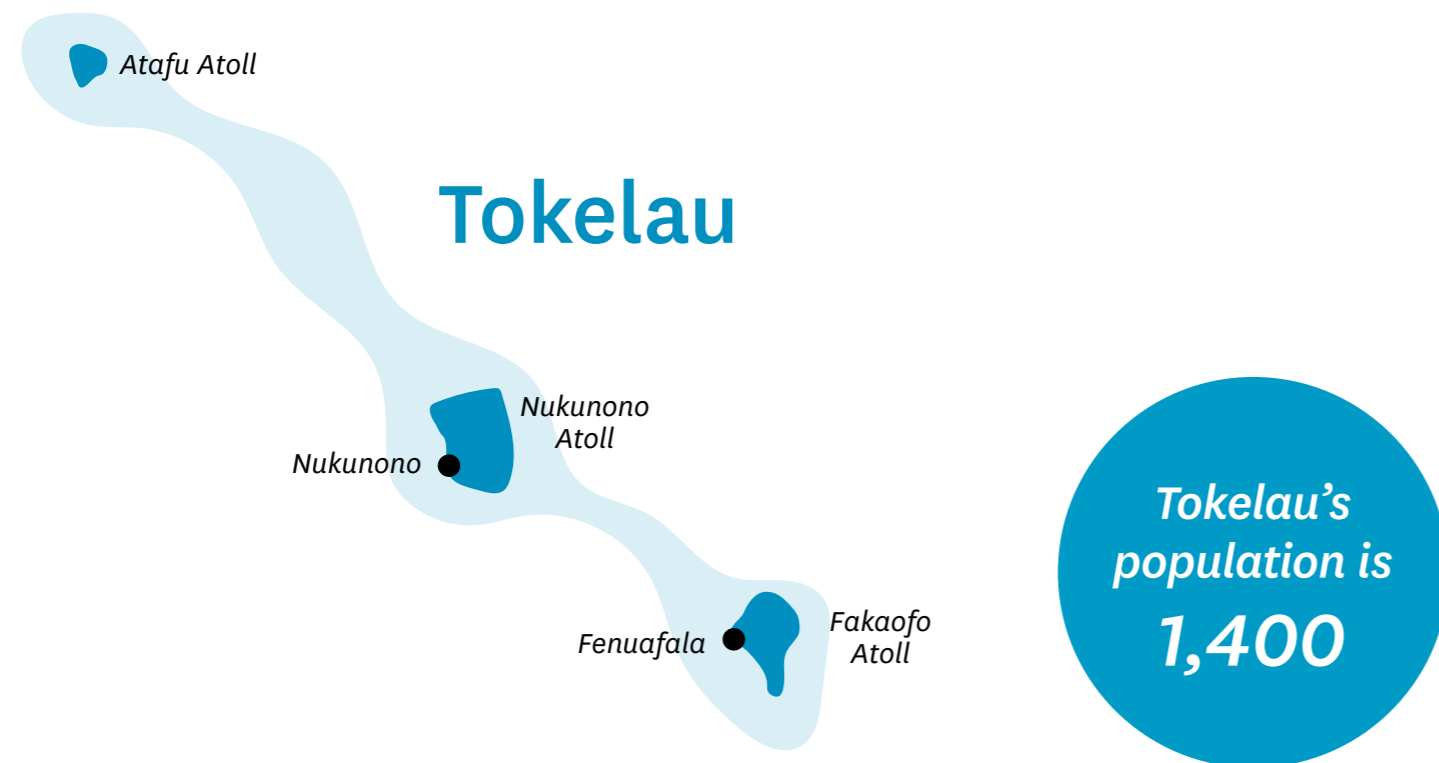 Atafu Atoll
Tokelau
Nukunono
Atoll
Nukunono
Fakaofo
Atoll
Fenuafala
Tokelau’s
population is
1,400